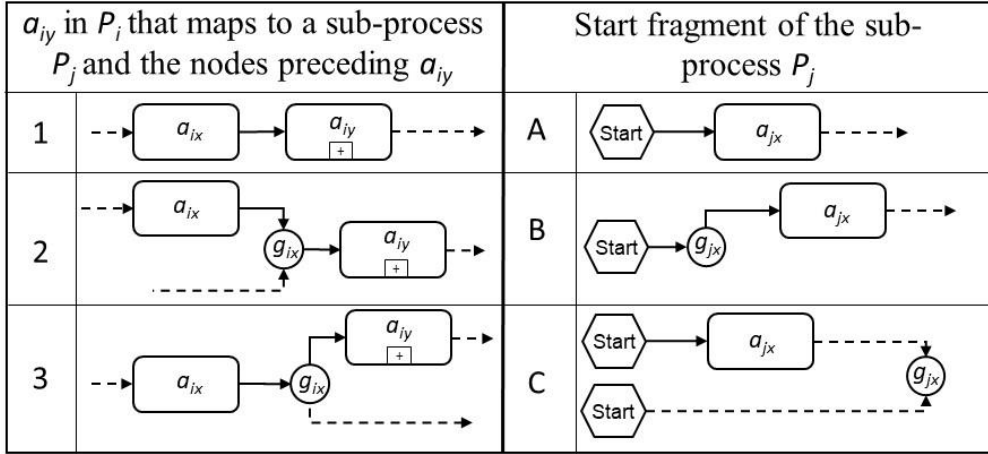 a_iy in P_i that maps to a sub-process
P_j and the nodes preceding a_iy
Start fragment of the sub-
process P_j
1
a_ix
a_iy
+
A
Start
a_jx
2
a_ix
g_ix
a_iy
+
B
Start
g_jx
a_jx
3
a_ix
g_ix
a_iy
+
C
Start
a_jx
g_jx
Start